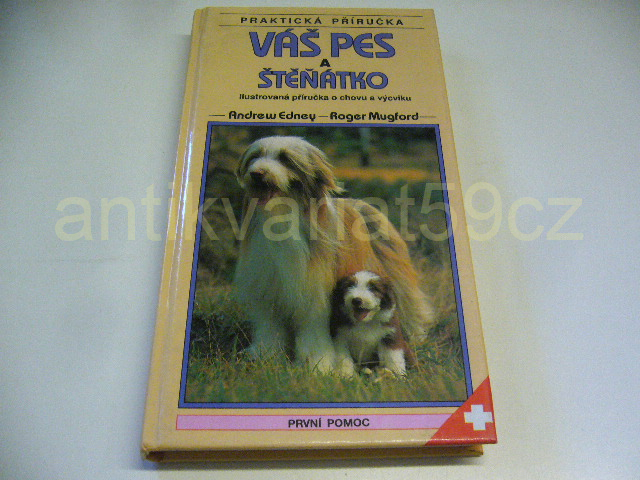 PRAKTICKÁ PŘÍRUČKA
VÁŠ PES
A
ŠTĚŇÁTKO
Ilustrovaná příručka o chovu a výcviku
Andrew Edney — Roger Mugford
antikvariat59cz
PRVNÍ POMOC